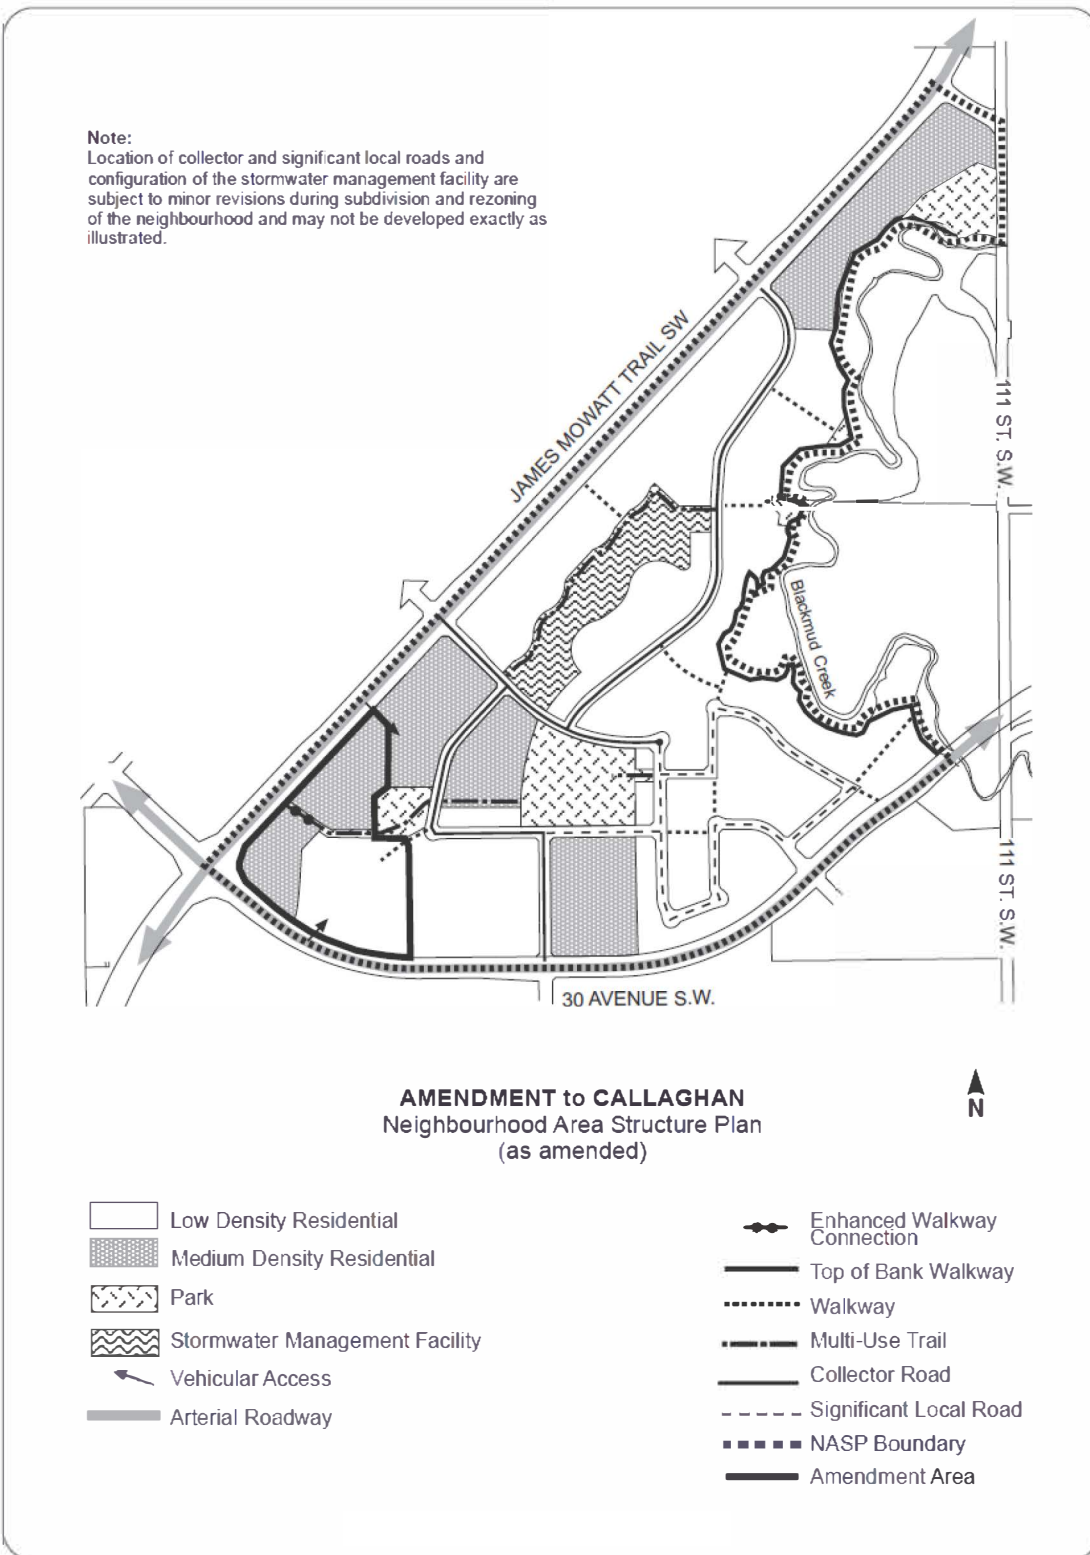 Note:
Location of collector and significant local roads and
configuration of the stormwater management facility are
subject to minor revisions during subdivision and rezoning
of the neighbourhood and may not be developed exactly as
illustrated.
JAMES MOWATT TRAIL SW
111 ST. S.W.
Blackmud Creek
111 ST. S.W.
30 AVENUE S.W.
AMENDMENT to CALLAGHAN
Neighbourhood Area Structure Plan
(as amended)
N
Low Density Residential
Medium Density Residential
Park
Stormwater Management Facility
Vehicular Access
Arterial Roadway
Enhanced Walkway
Connection
Top of Bank Walkway
Walkway
Multi-Use Trail
Collector Road
Significant Local Road
NASP Boundary
Amendment Area